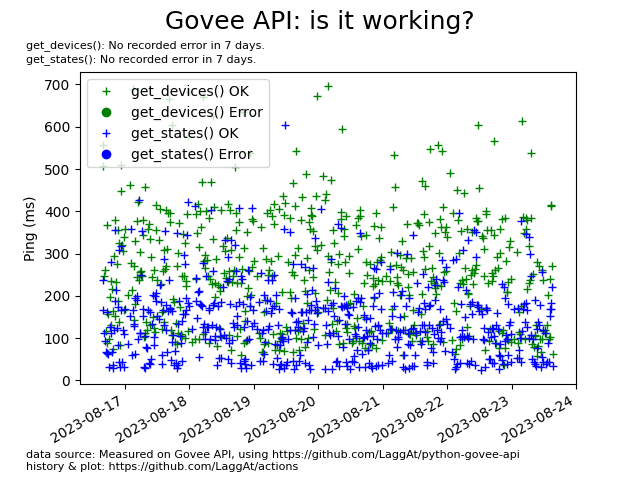 Govee API: is it working?
get_devices(): No recorded error in 7 days.
get_states(): No recorded error in 7 days.
700
600
500
400
300
200
100
0
Ping (ms)
get_devices() OK
get_devices() Error
get_states() OK
get_states() Error
2023-08-17
2023-08-18
2023-08-19
2023-08-20
2023-08-21
2023-08-22
2023-08-23
2023-08-24
data source: Measured on Govee API, using https://github.com/LaggAt/python-govee-api
history & plot: https://github.com/LaggAt/actions